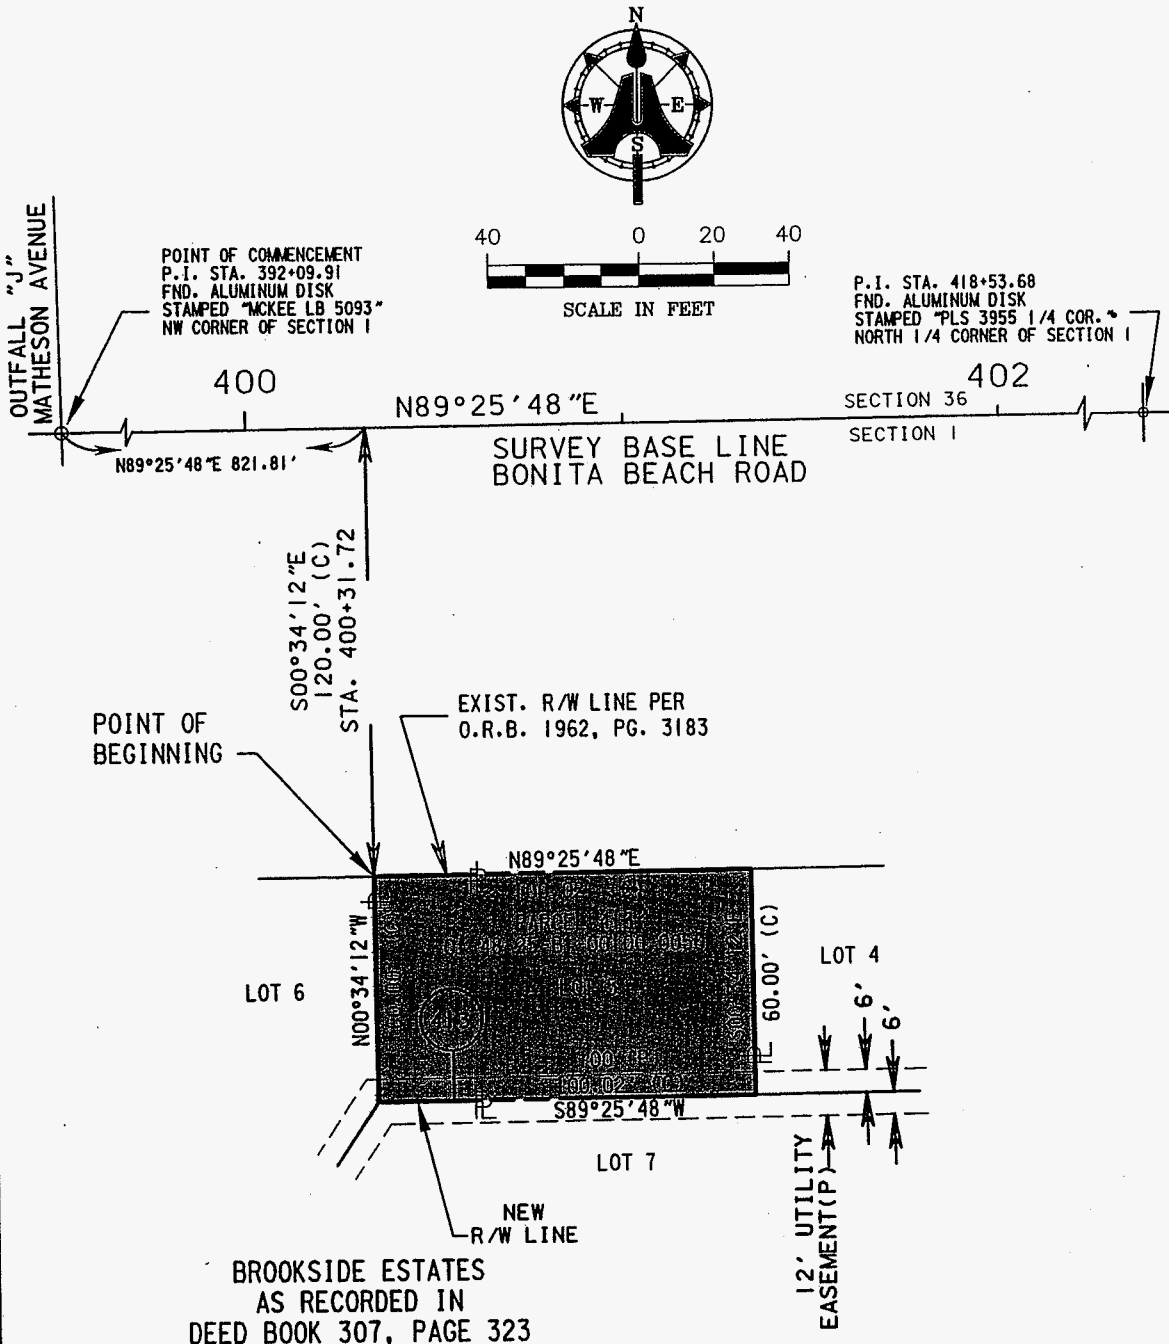 N
W E
S
40 0 20 40
SCALE IN FEET
OUTFALL "J"
MATHESON AVENUE
POINT OF COMMENCEMENT
P.I. STA. 392+09.91
FND. ALUMINUM DISK
STAMPED "MCKEE LB 5093"
NW CORNER OF SECTION 1
P.I. STA. 418+53.68
FND. ALUMINUM DISK
STAMPED "PLS 3955 1/4 COR."
NORTH 1/4 CORNER OF SECTION 1
400
N89°25'48"E
402
SECTION 36
SECTION 1
N89°25'48"E 821.81'
SURVEY BASE LINE
BONITA BEACH ROAD
S00°34'12"E
120.00' (C)
STA. 400+31.72
POINT OF
BEGINNING
EXIST. R/W LINE PER
O.R.B. 1962, PG. 3183
N89°25'48"E
N00°34'12"W
60.00' (C)
LOT 6
LOT 4
6'
6'
100.02' (C)
S89°25'48"W
LOT 7
12' UTILITY
EASEMENT(P)
NEW
R/W LINE
BROOKSIDE ESTATES
AS RECORDED IN
DEED BOOK 307, PAGE 323